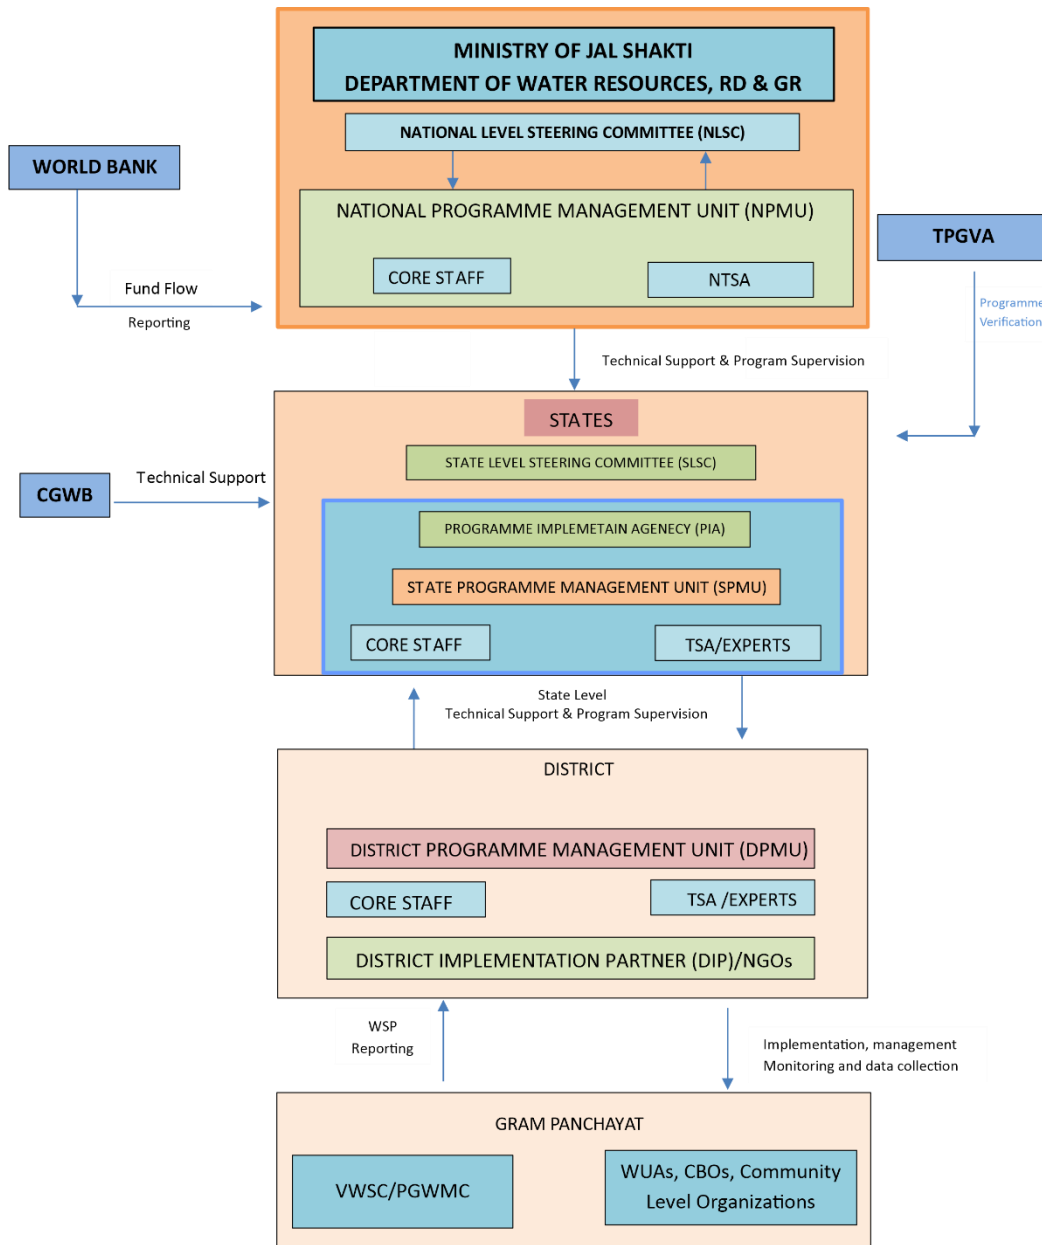 MINISTRY OF JAL SHAKTI
DEPARTMENT OF WATER RESOURCES, RD & GR
NATIONAL LEVEL STEERING COMMITTEE (NLSC)
WORLD BANK
NATIONAL PROGRAMME MANAGEMENT UNIT (NPMU)
TPGVA
CORE STAFF
NTSA
Fund Flow
Reporting
Programme
Verification
Technical Support & Program Supervision
STATES
STATE LEVEL STEERING COMMITTEE (SLSC)
Technical Support
CGWB
PROGRAMME IMPLEMETAIN AGENECY (PIA)
STATE PROGRAMME MANAGEMENT UNIT (SPMU)
CORE STAFF
TSA/EXPERTS
State Level
Technical Support & Program Supervision
DISTRICT
DISTRICT PROGRAMME MANAGEMENT UNIT (DPMU)
CORE STAFF
TSA /EXPERTS
DISTRICT IMPLEMENTATION PARTNER (DIP)/NGOs
WSP
Reporting
Implementation, management
Monitoring and data collection
GRAM PANCHAYAT
VWSC/PGWMC
WUAs, CBOs, Community
Level Organizations